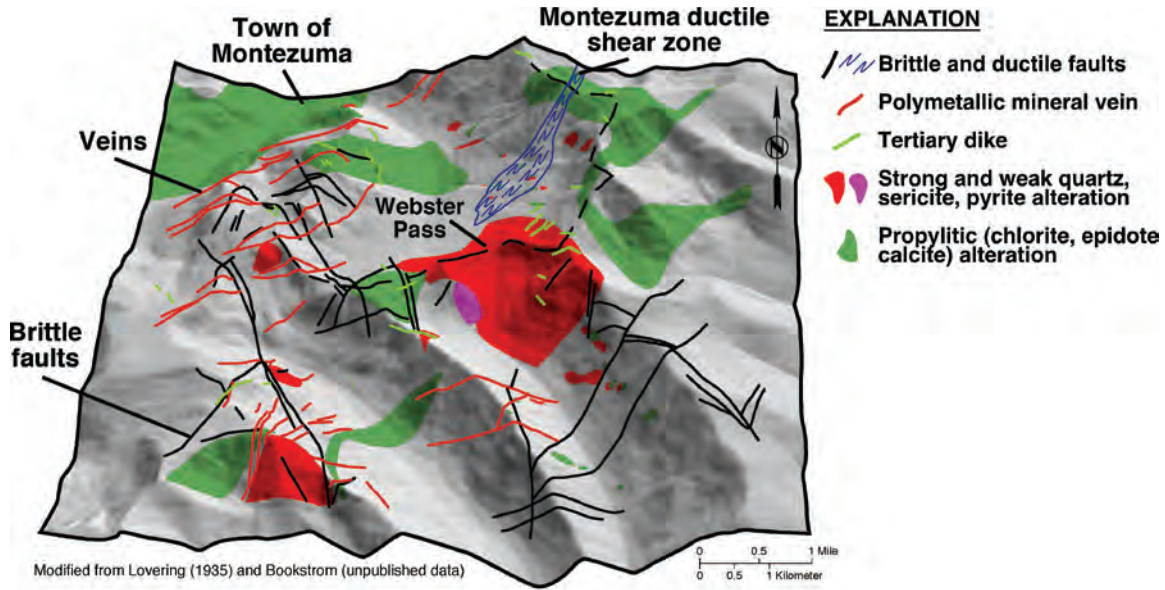 Town of
Montezuma
Montezuma ductile
shear zone
Veins
Webster
Pass
Brittle
faults
N
EXPLANATION
Brittle and ductile faults
Polymetallic mineral vein
Tertiary dike
Strong and weak quartz,
sericite, pyrite alteration
Propylitic (chlorite, epidote
calcite) alteration
0 0.5 1 Mile
0 0.5 1 Kilometer
Modified from Lovering (1935) and Bookstrom (unpublished data)